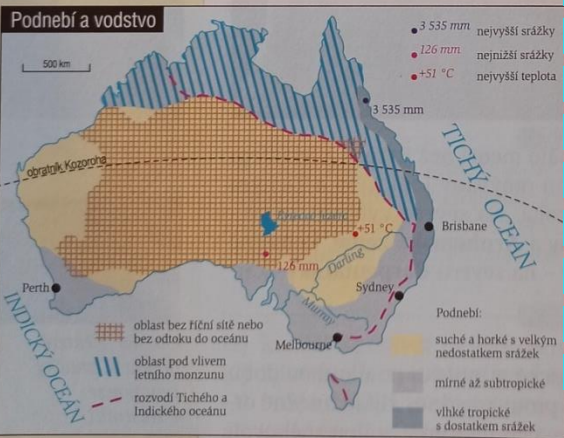 Podnebí a vodstvo
500 km
3 535 mm nejvyšší srážky
126 mm nejnižší srážky
+51 °C nejvyšší teplota
3 535 mm
TICHÝ OCEÁN
obratník Kozoroha
+51 °C
Brisbane
126 mm
Darling
Perth
Sydney
Murray
Melbourne
INDICKÝ OCEÁN
oblast bez říční sítě nebo
bez odtoku do oceánu
oblast pod vlivem
letního monzunu
rozvodí Tichého a
Indického oceánu
Podnebí:
suché a horké s velkým
nedostatkem srážek
mírné až subtropické
vlhké tropické
s dostatkem srážek